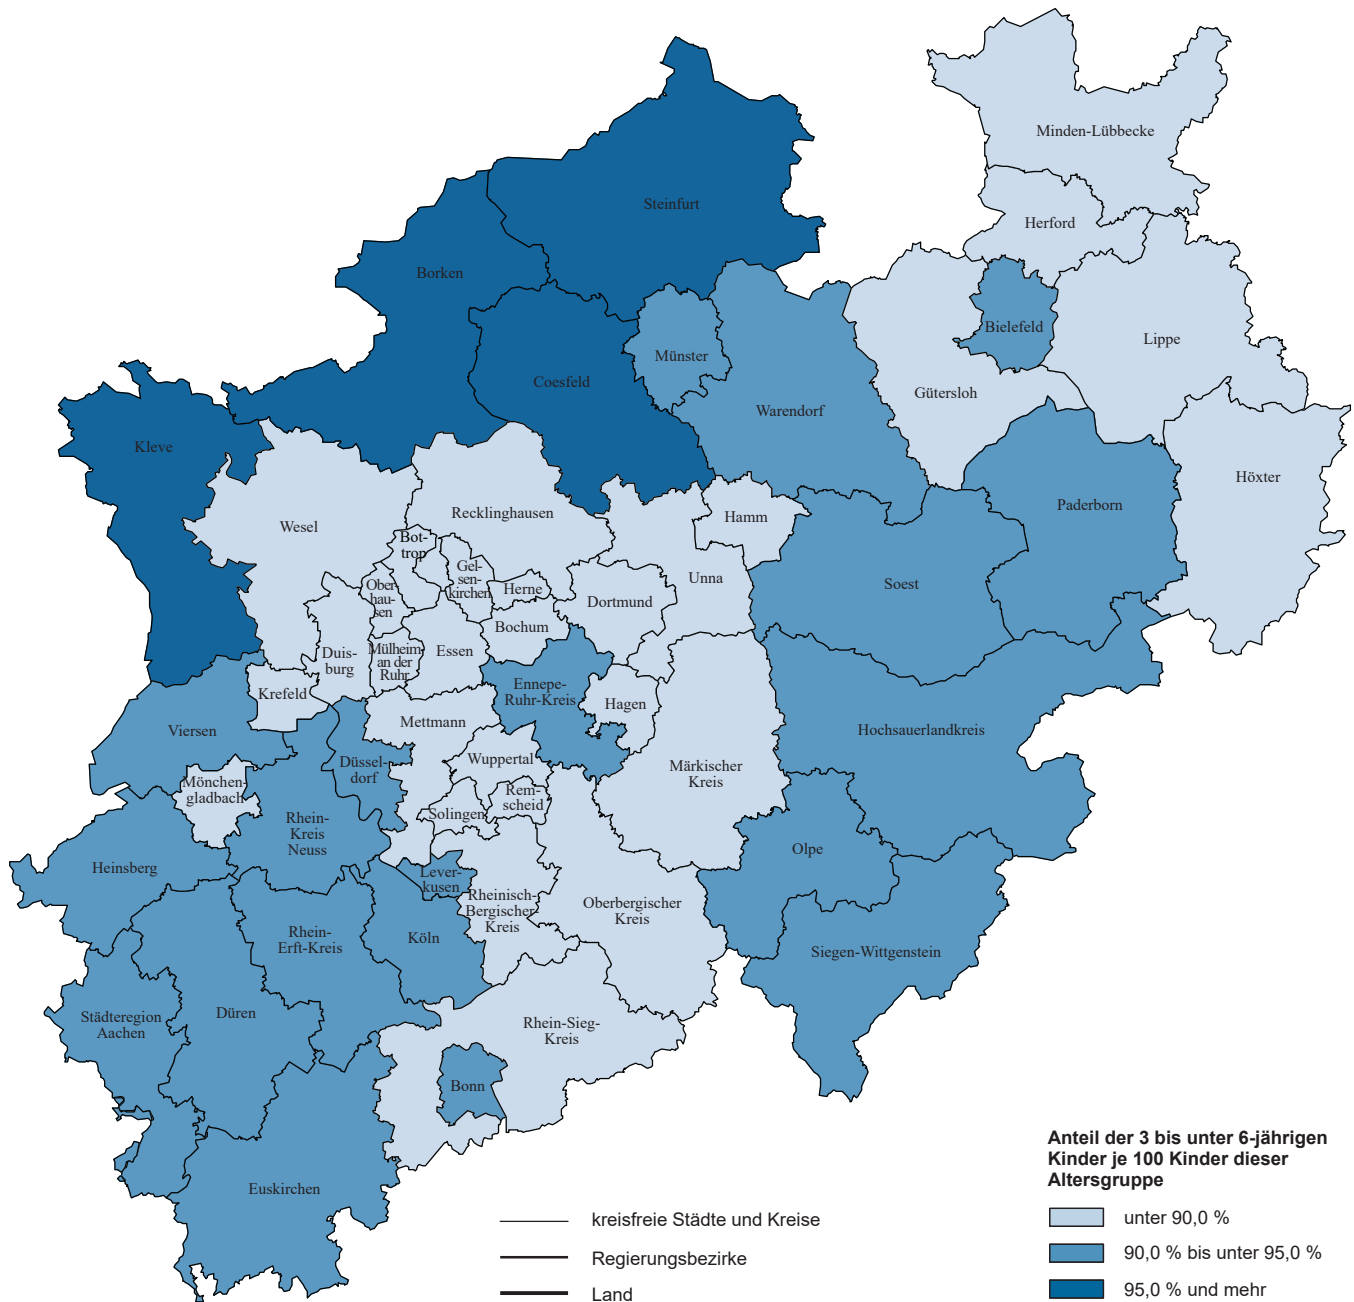 Minden-Lübbecke
Steinfurt
Herford
Borken
Bielefeld
Lippe
Münster
Coesfeld
Gütersloh
Warendorf
Kleve
Höxter
Paderborn
Recklinghausen
Hamm
Wesel
Bot-
trop
Gel-
sen-
kirchen
Unna
Ober-
hau-
sen
Herne
Dortmund
Soest
Bochum
Duis-
burg
Mülheim
an der
Ruhr
Essen
Krefeld
Ennepe-
Ruhr-Kreis
Hagen
Mettmann
Viersen
Hochsauerlandkreis
Wuppertal
Düssel-
dorf
Märkischer
Kreis
Mönchen-
gladbach
Rem-
scheid
Solingen
Rhein-
Kreis
Neuss
Olpe
Heinsberg
Lever-
kusen
Rheinisch-
Bergischer
Kreis
Oberbergischer
Kreis
Rhein-
Erft-Kreis
Köln
Siegen-Wittgenstein
Städteregion
Aachen
Düren
Rhein-Sieg-
Kreis
Bonn
Euskirchen
Anteil der 3 bis unter 6-jährigen
Kinder je 100 Kinder dieser
Altersgruppe
unter 90,0 %
90,0 % bis unter 95,0 %
95,0 % und mehr
kreisfreie Städte und Kreise
Regierungsbezirke
Land